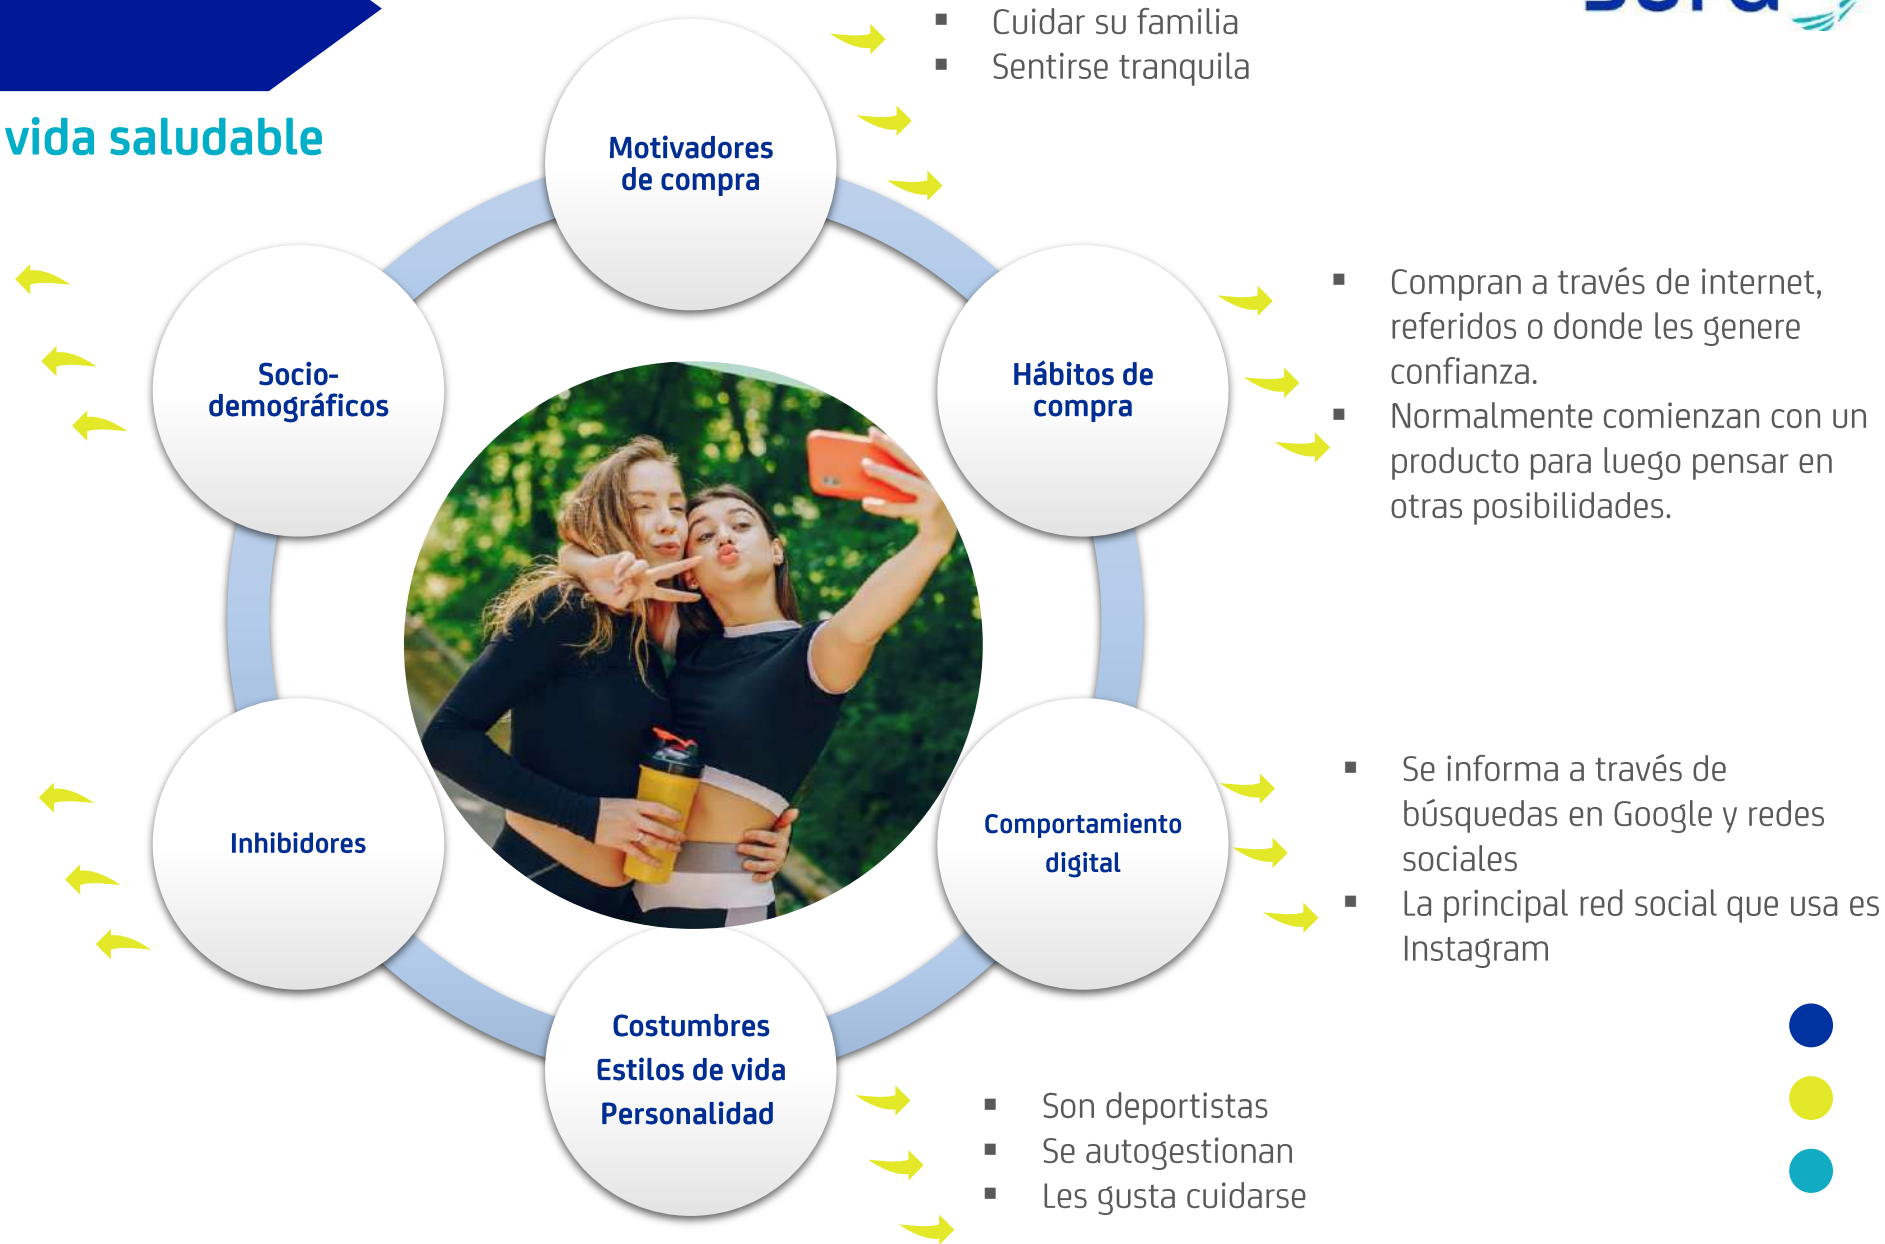 Cuidar su familia
Sentirse tranquila
vida saludable
Motivadores
de compra
Socio-
demográficos
Hábitos de
compra
Compran a través de internet,
referidos o donde les genere
confianza.
Normalmente comienzan con un
producto para luego pensar en
otras posibilidades.
Inhibidores
Comportamiento
digital
Se informa a través de
búsquedas en Google y redes
sociales
La principal red social que usa es
Instagram
Costumbres
Estilos de vida
Personalidad
Son deportistas
Se autogestionan
Les gusta cuidarse